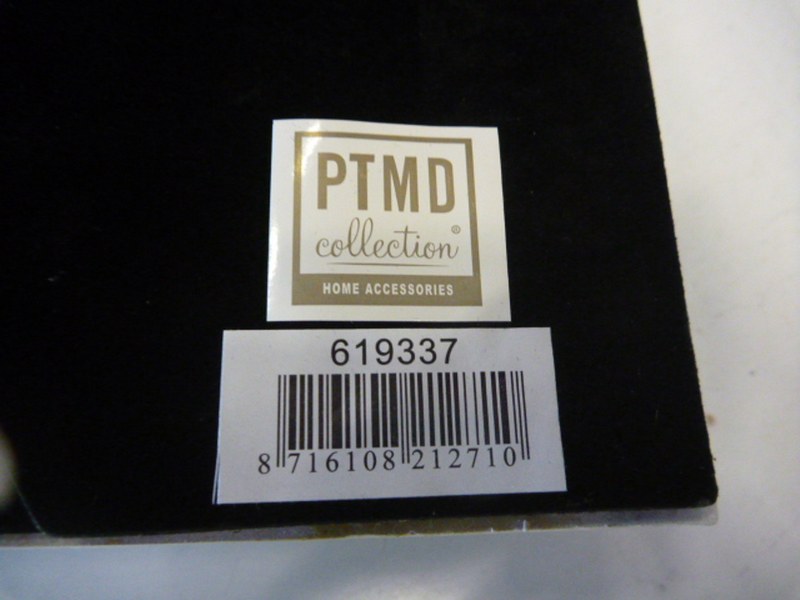 PTMD
collection®
HOME ACCESSORIES
619337
8 716108 212710